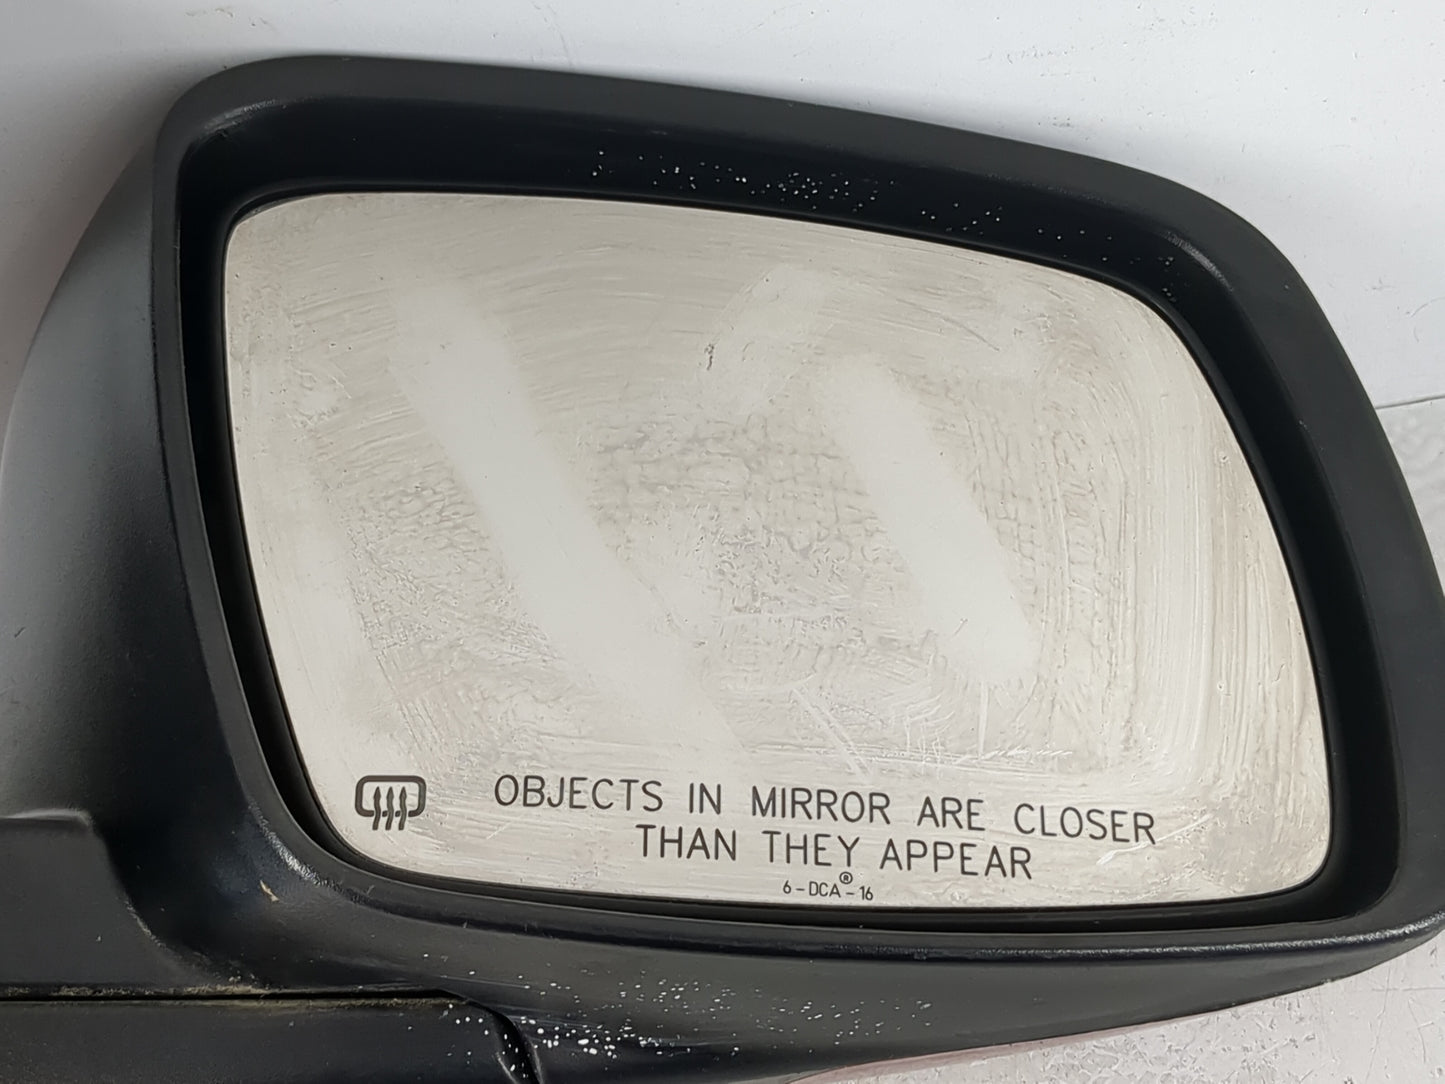 OBJECTS IN MIRROR ARE CLOSER
THAN THEY APPEAR
6-DCA®-16